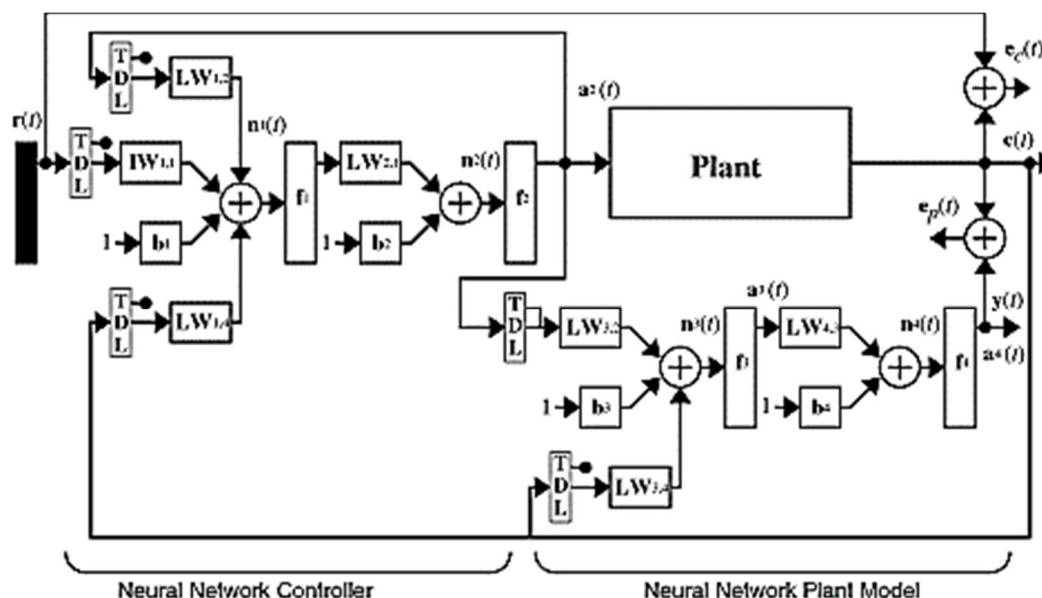 e_c(t)
T
D
L
LW1,2
a2(t)
r(t)
n1(t)
T
D
L
IW1,1
LW2,1
n2(t)
f1
f2
Plant
c(t)
1
b1
1
b2
e_p(t)
T
D
L
LW1,4
T
D
L
LW3,2
n3(t)
a3(t)
LW4,3
n4(t)
y(t)
a4(t)
f3
f4
1
b3
1
b4
T
D
L
LW3,4
Neural Network Controller
Neural Network Plant Model